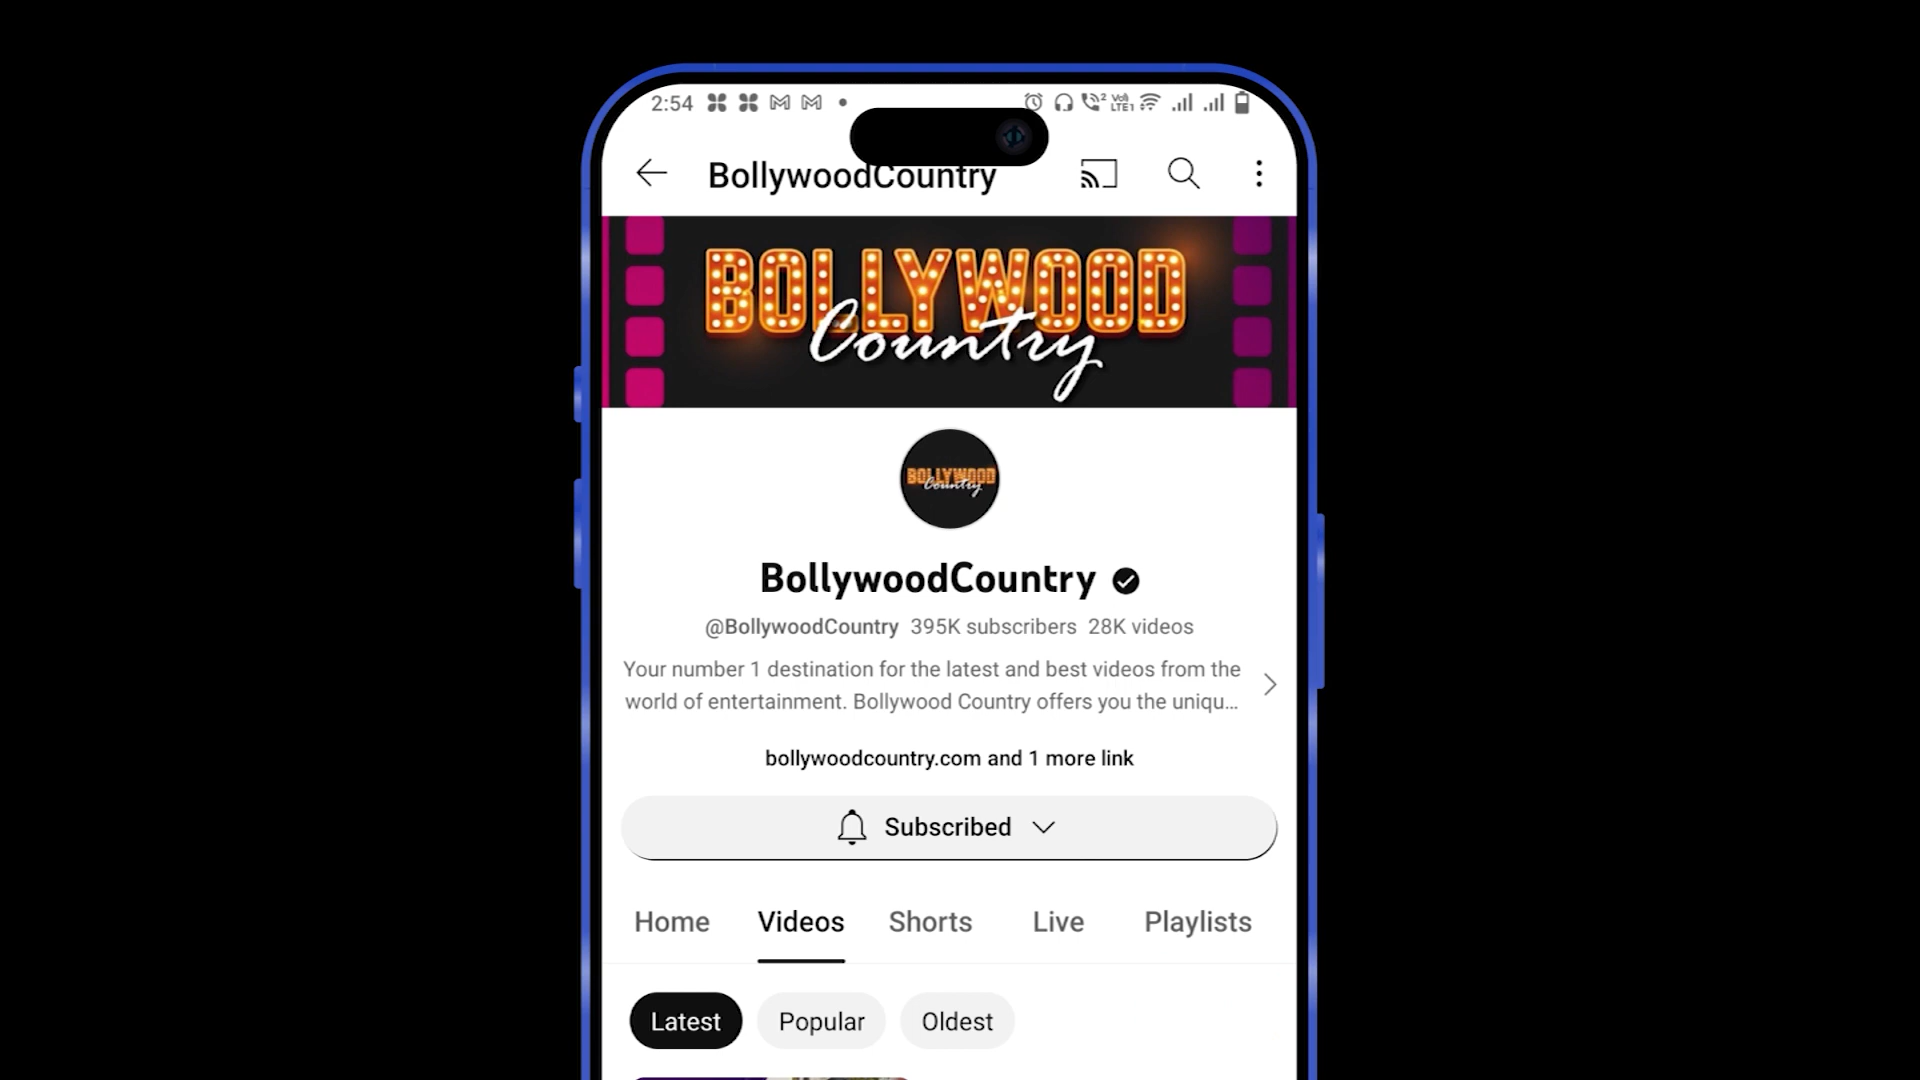 2:54
VoLTE1
BollywoodCountry
BOLLYWOOD
Country
BOLLYWOOD
Country
BollywoodCountry
@BollywoodCountry 395K subscribers 28K videos
Your number 1 destination for the latest and best videos from the
world of entertainment. Bollywood Country offers you the uniqu...
bollywoodcountry.com and 1 more link
Subscribed
Home Videos Shorts Live Playlists
Latest Popular Oldest